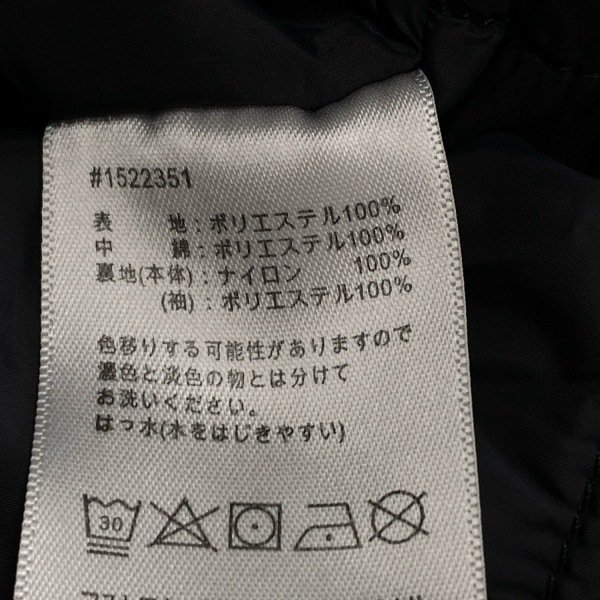 #1522351
表 地:ポリエステル100%
中 綿:ポリエステル100%
裏地(本体):ナイロン 100%
(袖):ポリエステル100%
色移りする可能性がありますので
濃色と淡色の物とは分けて
お洗いください。
はっ水(水をはじきやすい)
30